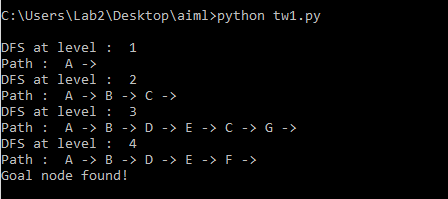 C:\Users\Lab2\Desktop\aiml>python tw1.py
DFS at level :  1
Path :  A ->
DFS at level :  2
Path :  A -> B -> C ->
DFS at level :  3
Path :  A -> B -> D -> E -> C -> G ->
DFS at level :  4
Path :  A -> B -> D -> E -> F ->
Goal node found!